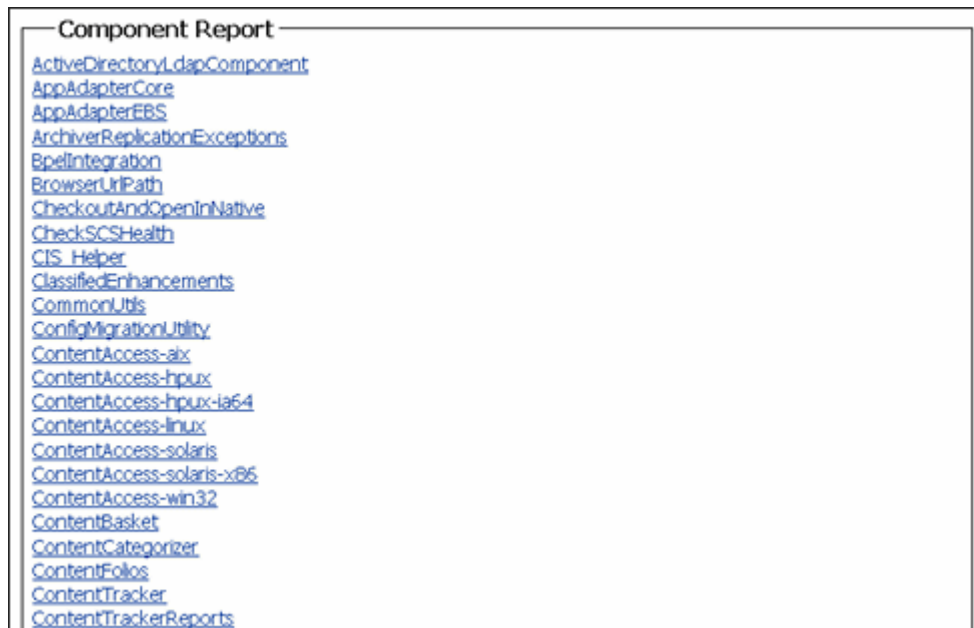 Component Report
ActiveDirectoryLdapComponent
AppAdapterCore
AppAdapterEBS
ArchiverReplicationExceptions
BpelIntegration
BrowserUrlPath
CheckoutAndOpenInNative
CheckSCSHealth
CIS_Helper
ClassifiedEnhancements
CommonUtils
ConfigMigrationUtility
ContentAccess-aix
ContentAccess-hpux
ContentAccess-hpux-ia64
ContentAccess-linux
ContentAccess-solaris
ContentAccess-solaris-x86
ContentAccess-win32
ContentBasket
ContentCategorizer
ContentFolios
ContentTracker
ContentTrackerReports